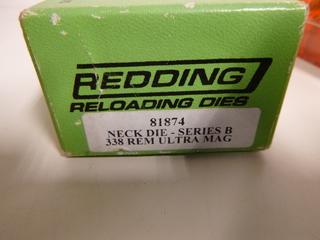 REDDING
RELOADING DIES
81874
NECK DIE - SERIES B
338 REM ULTRA MAG